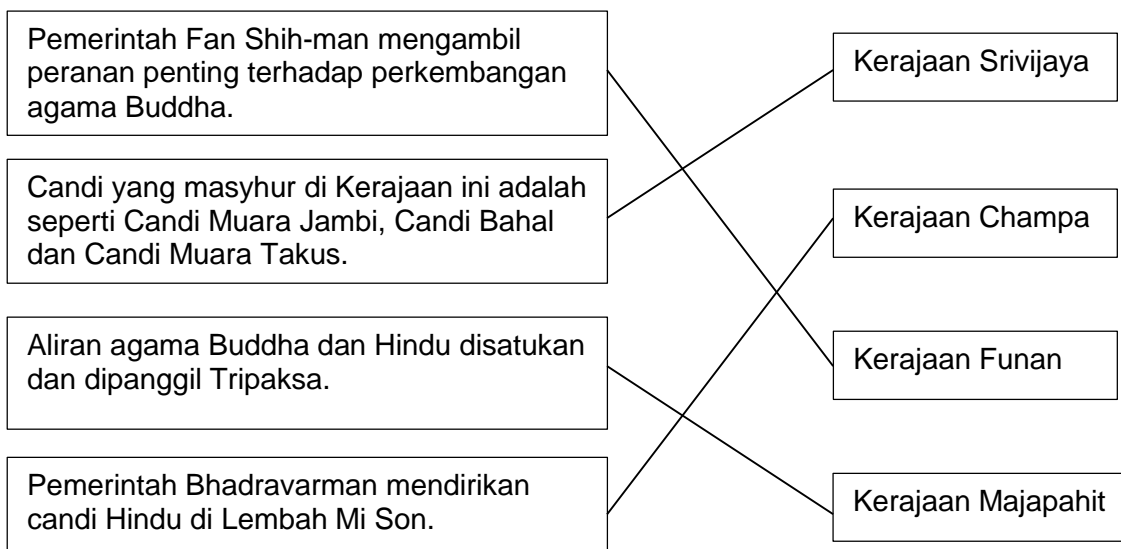 Pemerintah Fan Shih-man mengambil
peranan penting terhadap perkembangan
agama Buddha.
Candi yang masyhur di Kerajaan ini adalah
seperti Candi Muara Jambi, Candi Bahal
dan Candi Muara Takus.
Aliran agama Buddha dan Hindu disatukan
dan dipanggil Tripaksa.
Pemerintah Bhadravarman mendirikan
candi Hindu di Lembah Mi Son.
Kerajaan Srivijaya
Kerajaan Champa
Kerajaan Funan
Kerajaan Majapahit